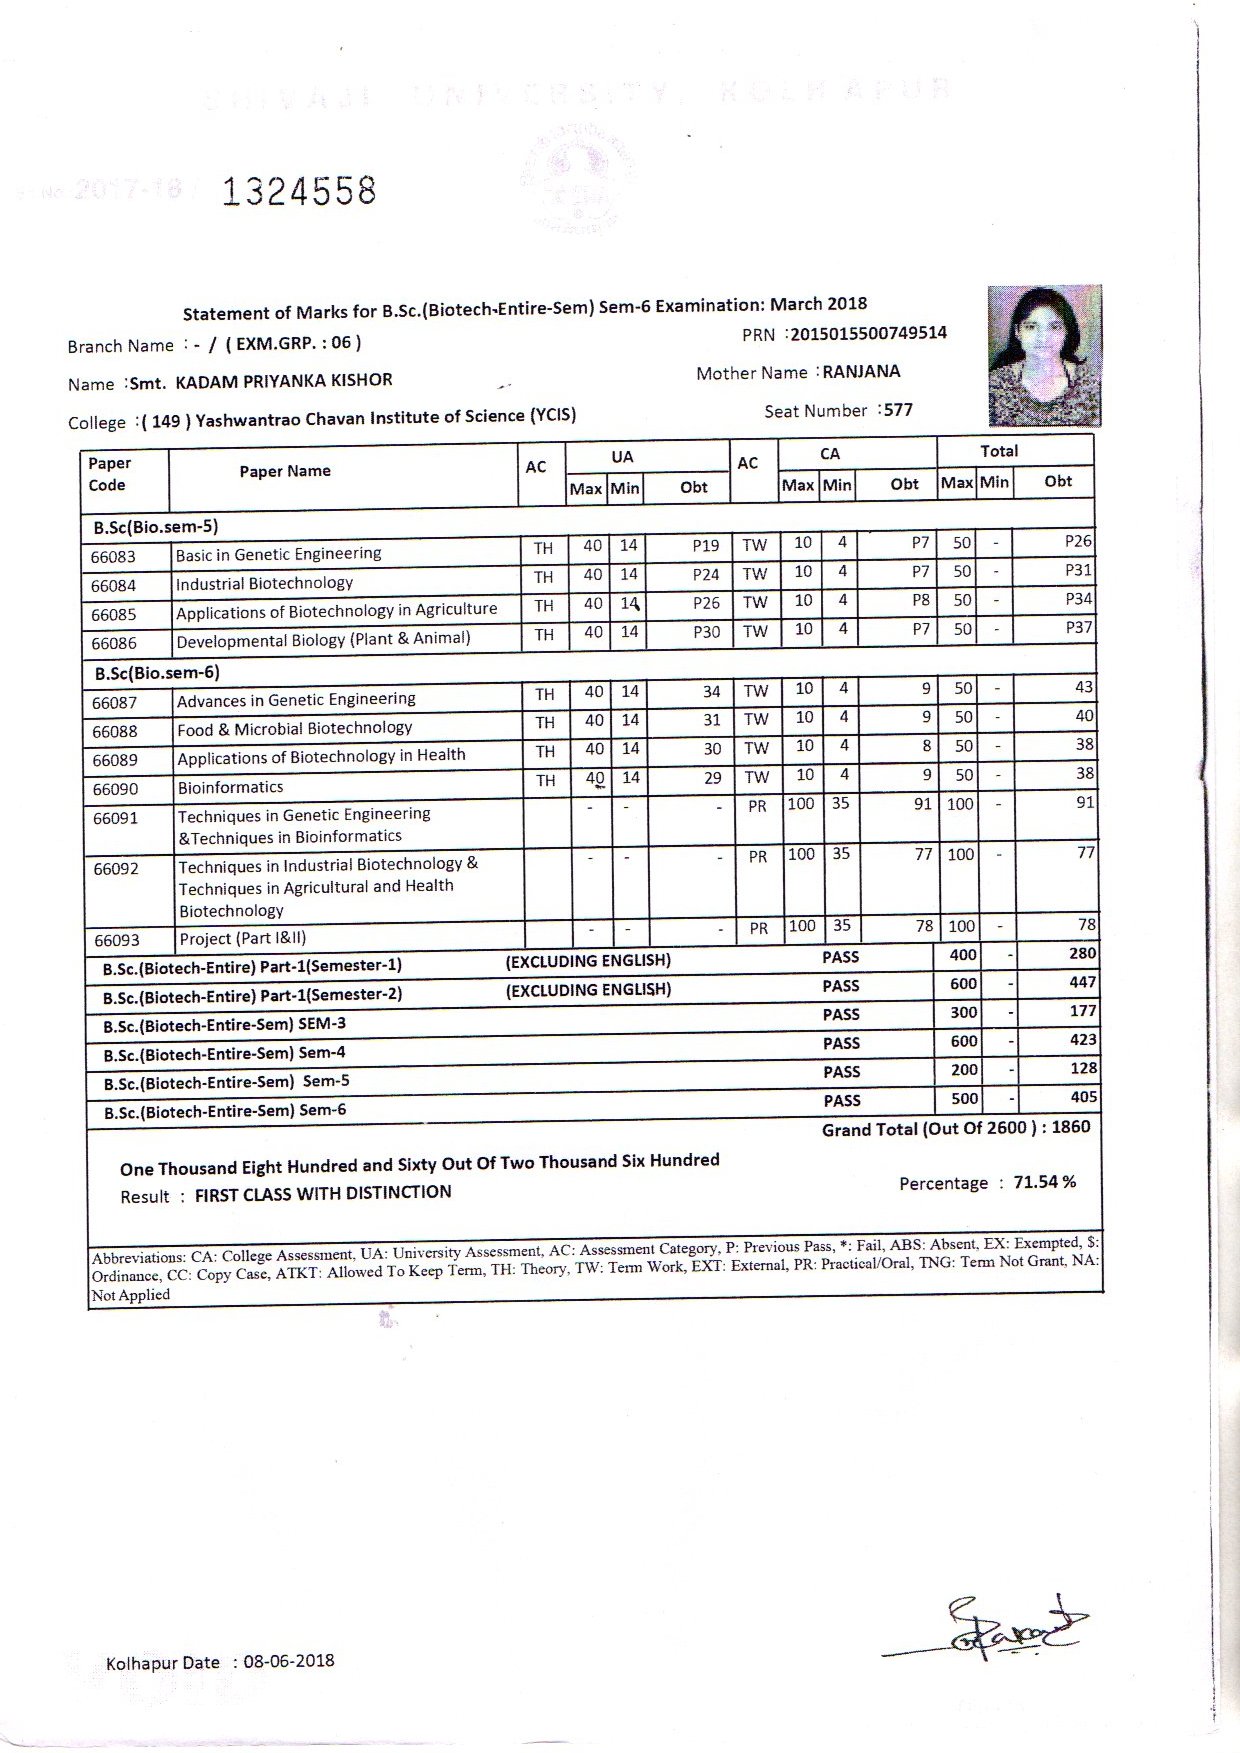 SHIVAJI UNIVERSITY, KOLHAPUR
No. 2017-18 : 1324558
Statement of Marks for B.Sc.(Biotech-Entire-Sem) Sem-6 Examination: March 2018
Branch Name : - / ( EXM.GRP. : 06 ) PRN :2015015500749514
Name :Smt. KADAM PRIYANKA KISHOR Mother Name :RANJANA
College :( 149 ) Yashwantrao Chavan Institute of Science (YCIS) Seat Number :577
Paper Code Paper Name AC UA AC CA Total
Max Min Obt Max Min Obt Max Min Obt
B.Sc(Bio.sem-5)
66083 Basic in Genetic Engineering TH 40 14 P19 TW 10 4 P7 50 - P26
66084 Industrial Biotechnology TH 40 14 P24 TW 10 4 P7 50 - P31
66085 Applications of Biotechnology in Agriculture TH 40 14 P26 TW 10 4 P8 50 - P34
66086 Developmental Biology (Plant & Animal) TH 40 14 P30 TW 10 4 P7 50 - P37
B.Sc(Bio.sem-6)
66087 Advances in Genetic Engineering TH 40 14 34 TW 10 4 9 50 - 43
66088 Food & Microbial Biotechnology TH 40 14 31 TW 10 4 9 50 - 40
66089 Applications of Biotechnology in Health TH 40 14 30 TW 10 4 8 50 - 38
66090 Bioinformatics TH 40 14 29 TW 10 4 9 50 - 38
66091 Techniques in Genetic Engineering - - - PR 100 35 91 100 - 91
&Techniques in Bioinformatics
66092 Techniques in Industrial Biotechnology & - - - PR 100 35 77 100 - 77
Techniques in Agricultural and Health
Biotechnology
66093 Project (Part I&II) - - - PR 100 35 78 100 - 78
B.Sc.(Biotech-Entire) Part-1(Semester-1) (EXCLUDING ENGLISH) PASS 400 - 280
B.Sc.(Biotech-Entire) Part-1(Semester-2) (EXCLUDING ENGLISH) PASS 600 - 447
B.Sc.(Biotech-Entire-Sem) SEM-3 PASS 300 - 177
B.Sc.(Biotech-Entire-Sem) Sem-4 PASS 600 - 423
B.Sc.(Biotech-Entire-Sem) Sem-5 PASS 200 - 128
B.Sc.(Biotech-Entire-Sem) Sem-6 PASS 500 - 405
Grand Total (Out Of 2600 ) : 1860
One Thousand Eight Hundred and Sixty Out Of Two Thousand Six Hundred
Result : FIRST CLASS WITH DISTINCTION Percentage : 71.54 %
Abbreviations: CA: College Assessment, UA: University Assessment, AC: Assessment Category, P: Previous Pass, *: Fail, ABS: Absent, EX: Exempted, $:
Ordinance, CC: Copy Case, ATKT: Allowed To Keep Term, TH: Theory, TW: Term Work, EXT: External, PR: Practical/Oral, TNG: Term Not Grant, NA:
Not Applied
Kolhapur Date : 08-06-2018